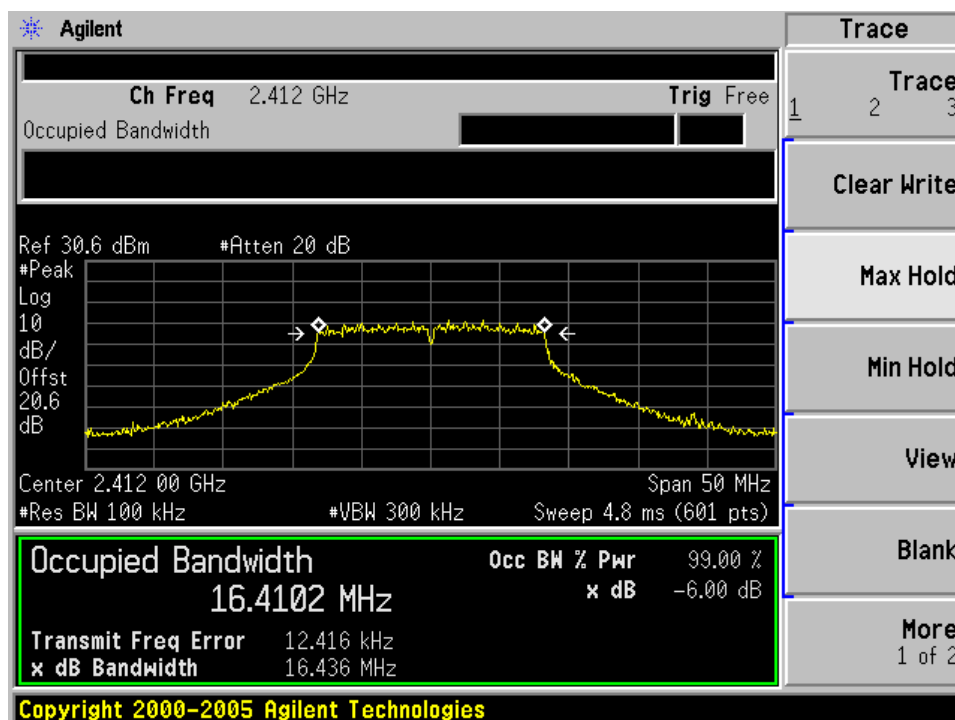 Agilent
Trace
Ch Freq 2.412 GHz Trig Free
Occupied Bandwidth
Trace
1 2 3
Clear Write
Max Hold
Min Hold
View
Blank
More
1 of 2
Ref 30.6 dBm #Atten 20 dB
#Peak
Log
10
dB/
Offst
20.6
dB
Center 2.412 00 GHz Span 50 MHz
#Res BW 100 kHz #VBW 300 kHz Sweep 4.8 ms (601 pts)
Occupied Bandwidth Occ BW % Pwr 99.00 %
16.4102 MHz x dB -6.00 dB
Transmit Freq Error 12.416 kHz
x dB Bandwidth 16.436 MHz
Copyright 2000-2005 Agilent Technologies